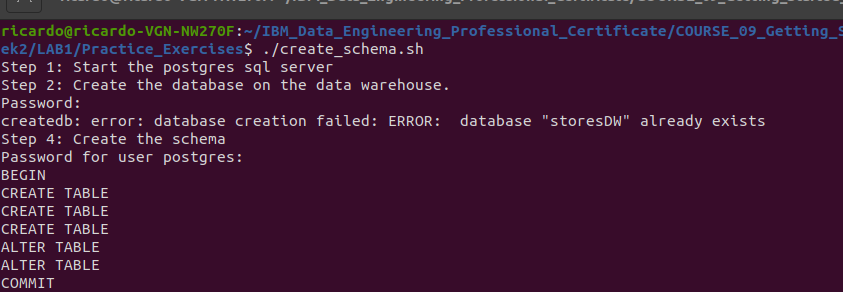 ricardo@ricardo-VGN-NW270F:~/IBM_Data_Engineering_Professional_Certificate/COURSE_09_Getting_S
ek2/LAB1/Practice_Exercises$ ./create_schema.sh
Step 1: Start the postgres sql server
Step 2: Create the database on the data warehouse.
Password:
createdb: error: database creation failed: ERROR:  database "storesDW" already exists
Step 4: Create the schema
Password for user postgres:
BEGIN
CREATE TABLE
CREATE TABLE
CREATE TABLE
ALTER TABLE
ALTER TABLE
COMMIT